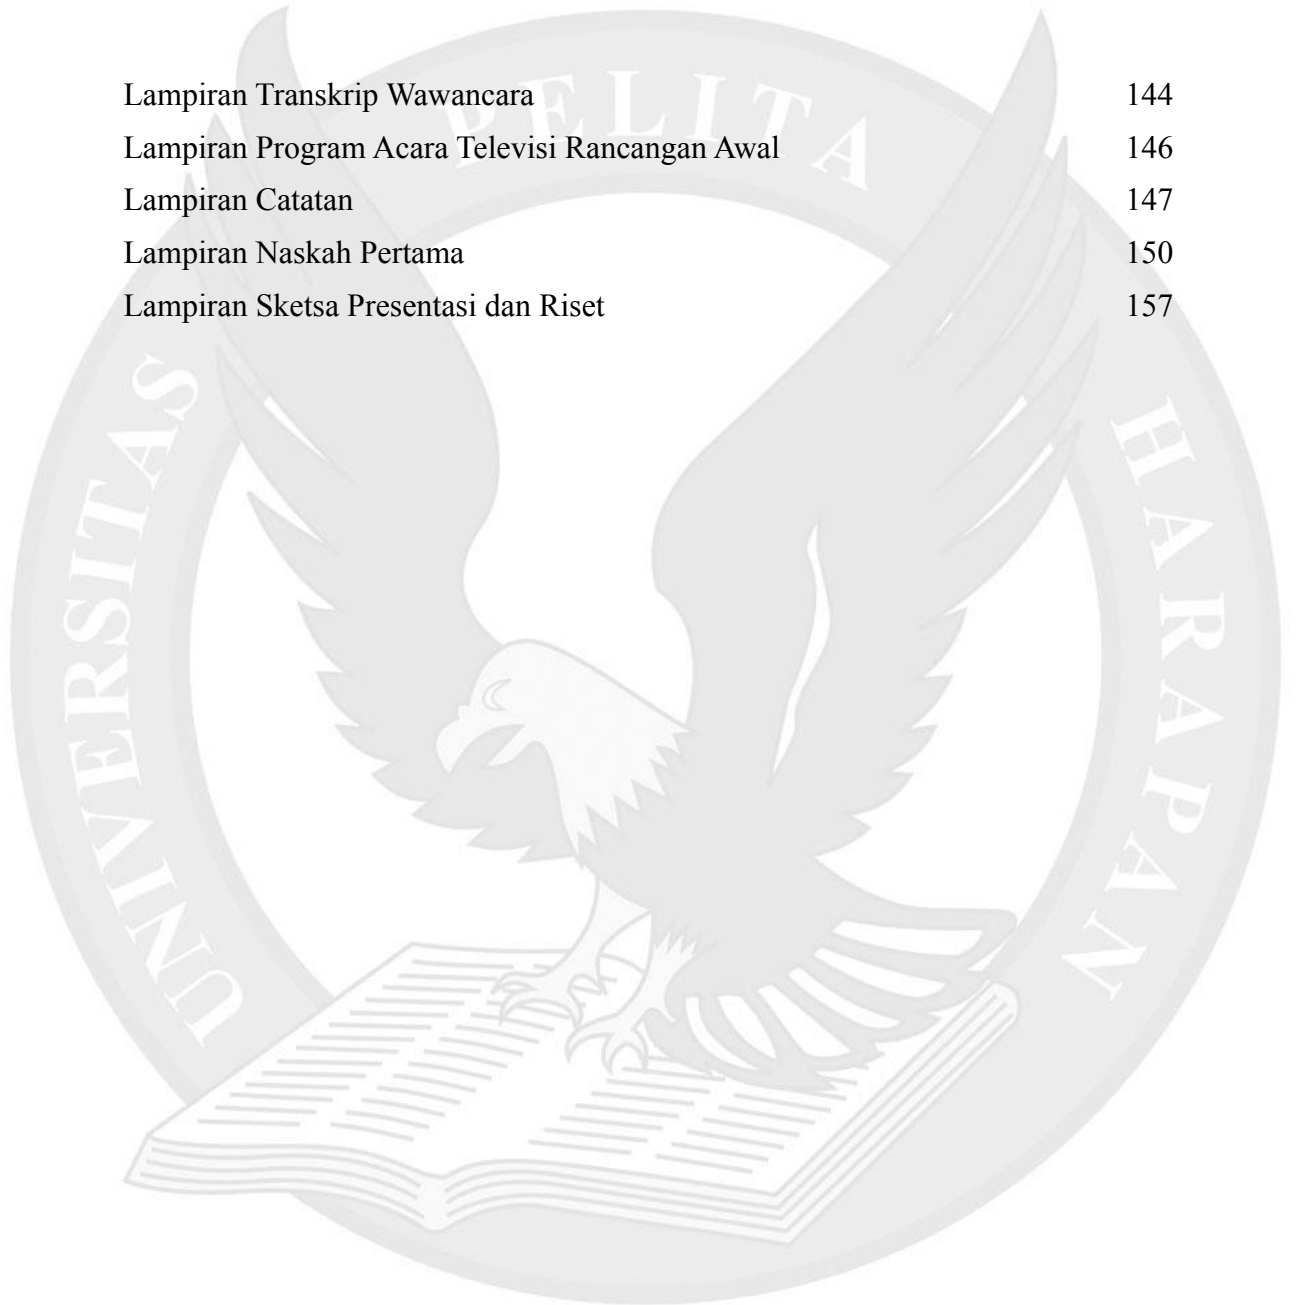 Lampiran Transkrip Wawancara 144
Lampiran Program Acara Televisi Rancangan Awal 146
Lampiran Catatan 147
Lampiran Naskah Pertama 150
Lampiran Sketsa Presentasi dan Riset 157
UNIVERSITAS PELITA HARAPAN